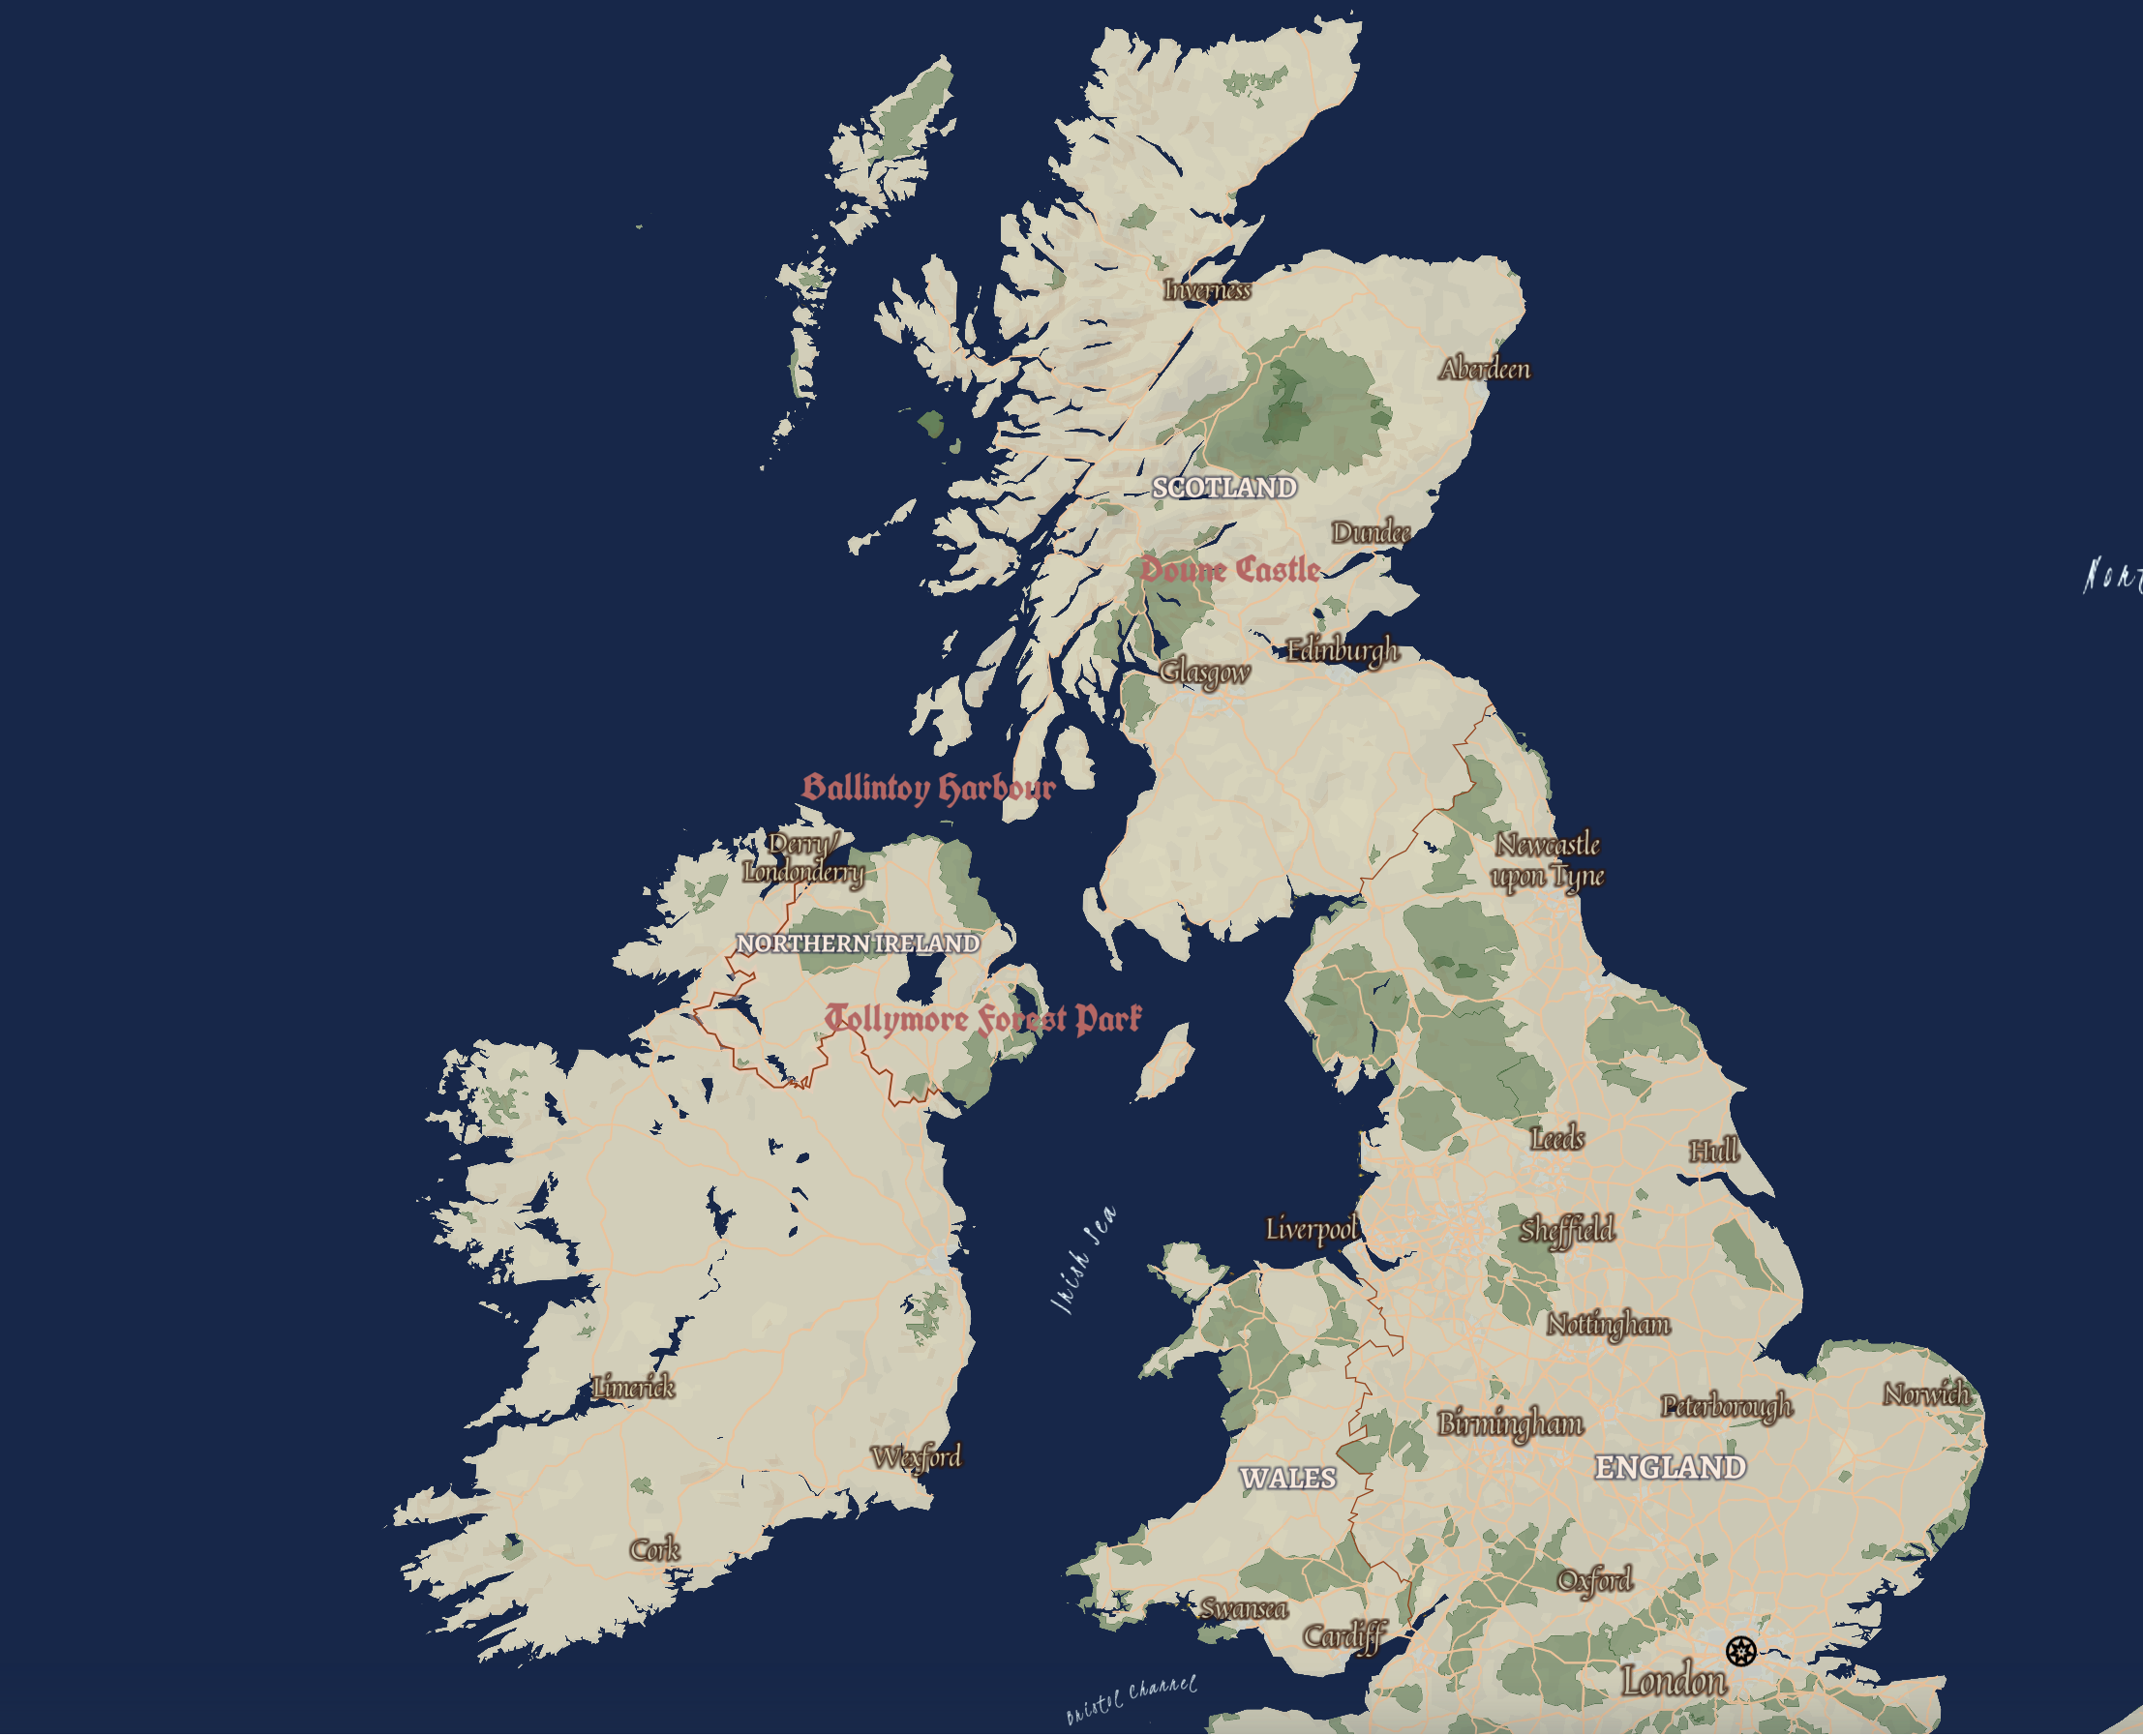 Inverness
Aberdeen
SCOTLAND
Dundee
Doune Castle
Edinburgh
Glasgow
Ballintoy Harbour
Derry/
Londonderry
Newcastle
upon Tyne
NORTHERN IRELAND
Tollymore Forest Park
Leeds
Hull
Irish Sea
Liverpool
Sheffield
Nottingham
Limerick
Norwich
Peterborough
Birmingham
Wexford
ENGLAND
WALES
Cork
Oxford
Swansea
Cardiff
London
Bristol Channel